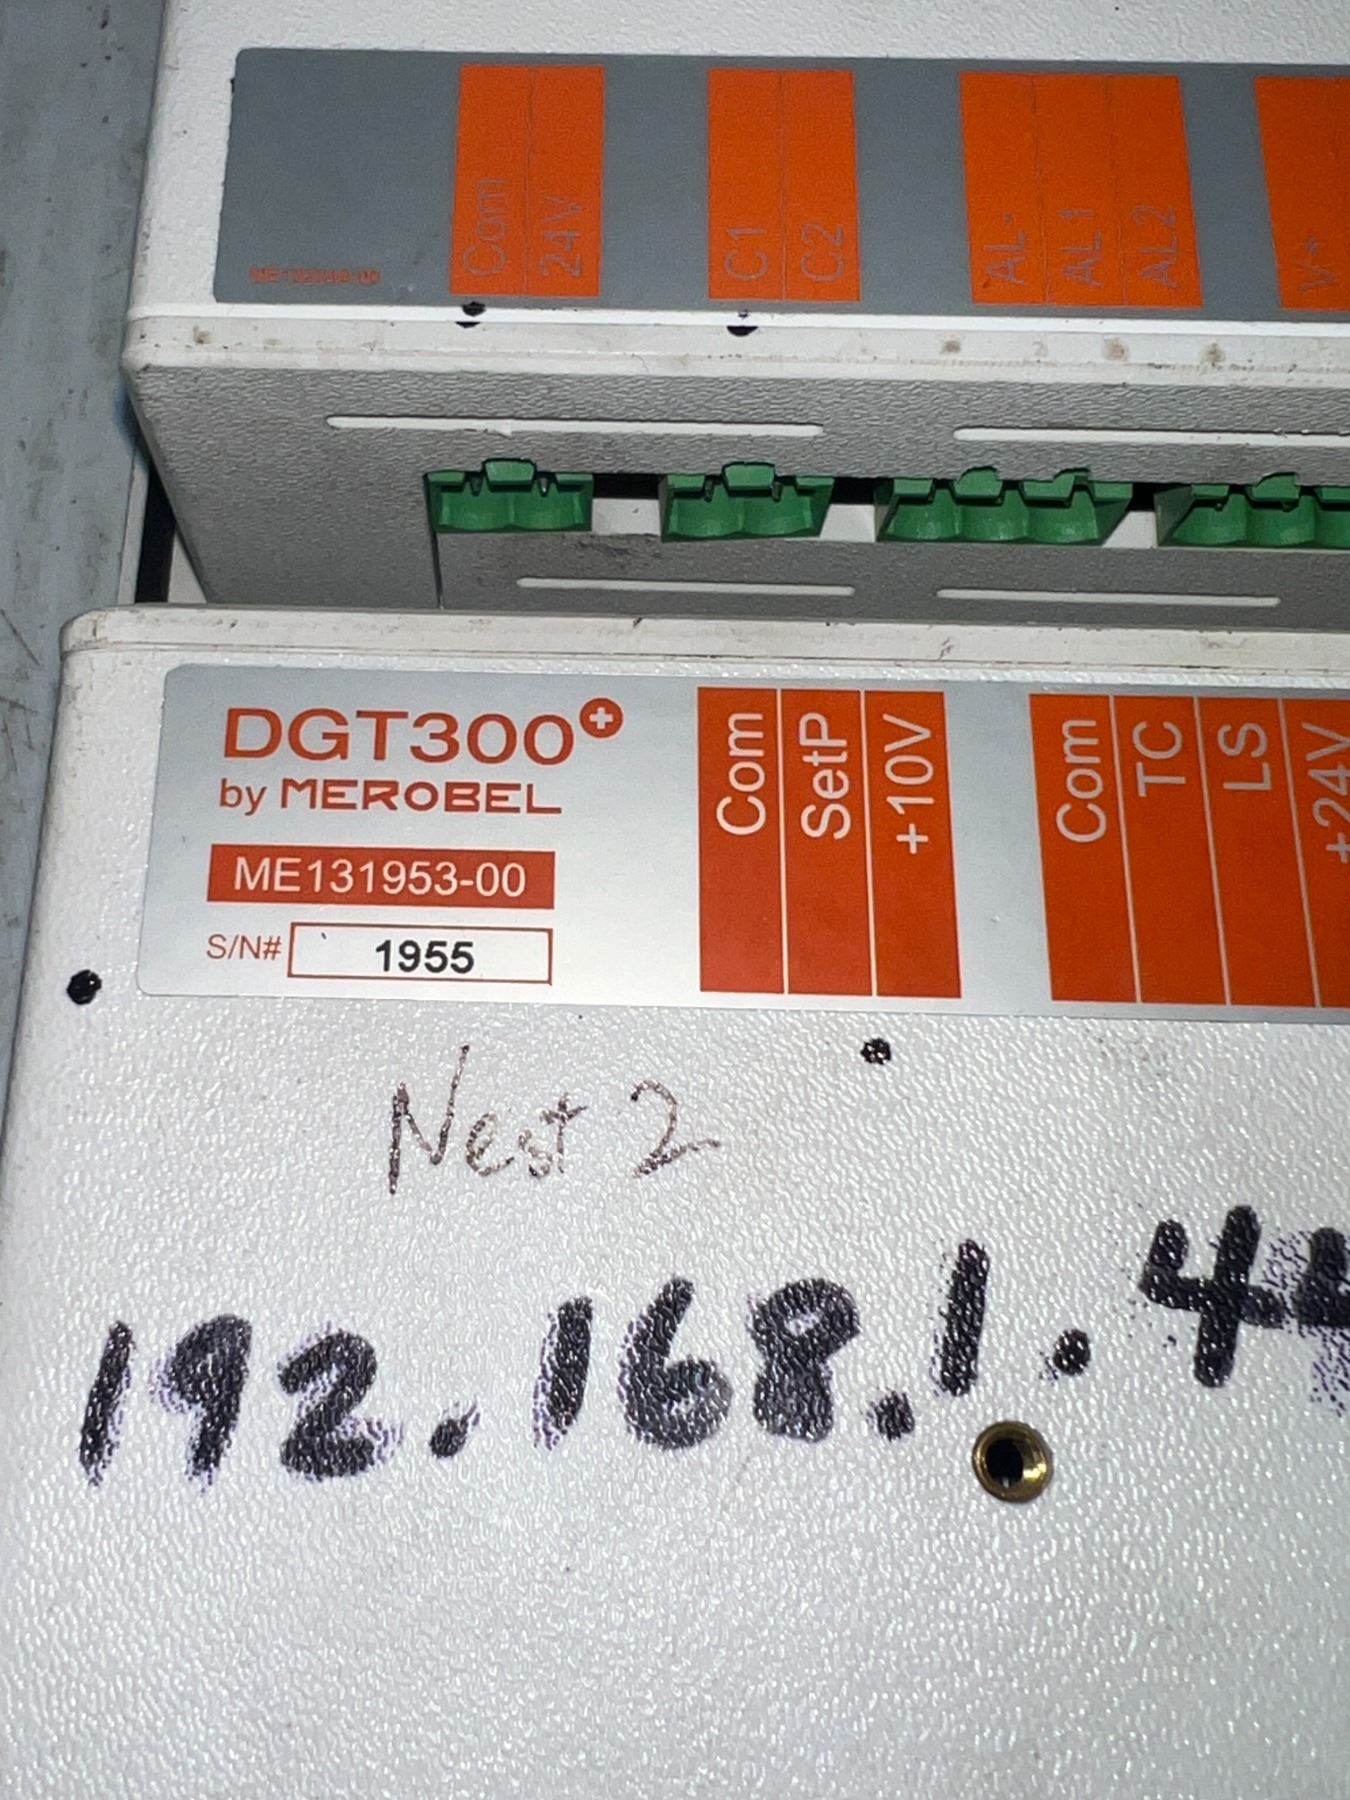 Com 24V C1 C2 AL- AL1 AL2 V+
DGT300+
by MEROBEL
ME131953-00
S/N# 1955
Com SetP +10V Com TC LS +24V
Nest 2
192.168.1.44